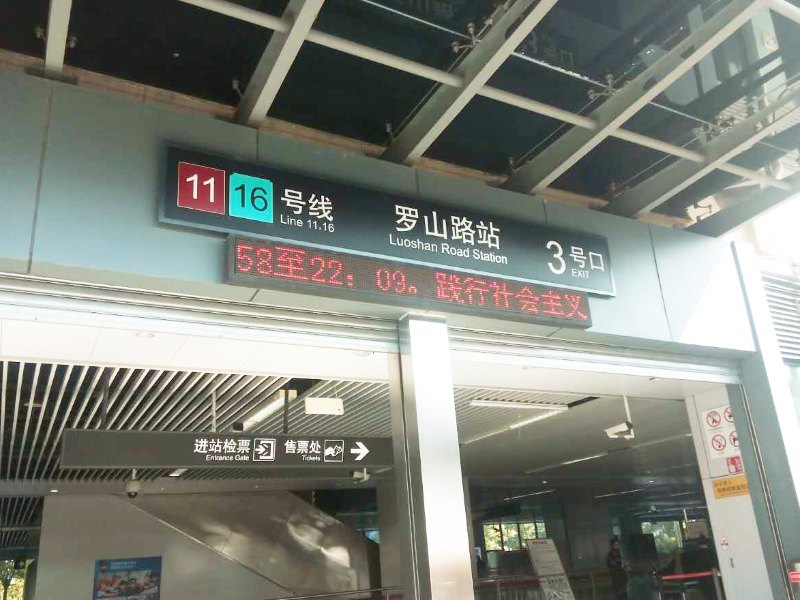 11 16 号线
Line 11.16
罗山路站
Luoshan Road Station
3号口
EXIT
58至22：09。践行社会主义
进站检票 售票处
Entrance Gate Tickets